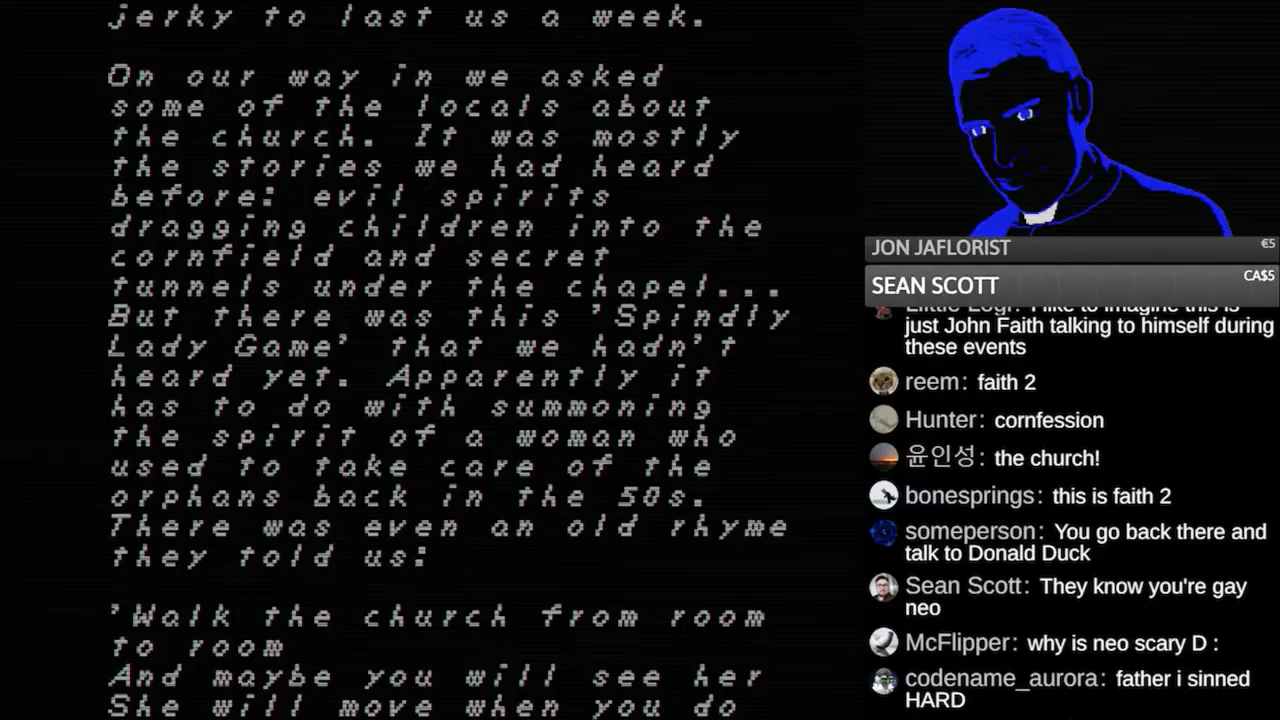 jerky to last us a week.
On our way in we asked
some of the locals about
the church. It was mostly
the stories we had heard
before: evil spirits
dragging children into the
cornfield and secret
tunnels under the chapel...
But there was this 'Spindly
Lady Game' that we hadn't
heard yet. Apparently it
has to do with summoning
the spirit of a woman who
used to take care of the
orphans back in the 50s.
There was even an old rhyme
they told us:
'Walk the church from room
to room
And maybe you will see her
She will move when you do
JON JAFLORIST €5
SEAN SCOTT CA$5
I like to imagine this is
just John Faith talking to himself during
these events
reem: faith 2
Hunter: cornfession
윤인성: the church!
bonesprings: this is faith 2
someperson: You go back there and
talk to Donald Duck
Sean Scott: They know you're gay
neo
McFlipper: why is neo scary D :
codename_aurora: father i sinned
HARD